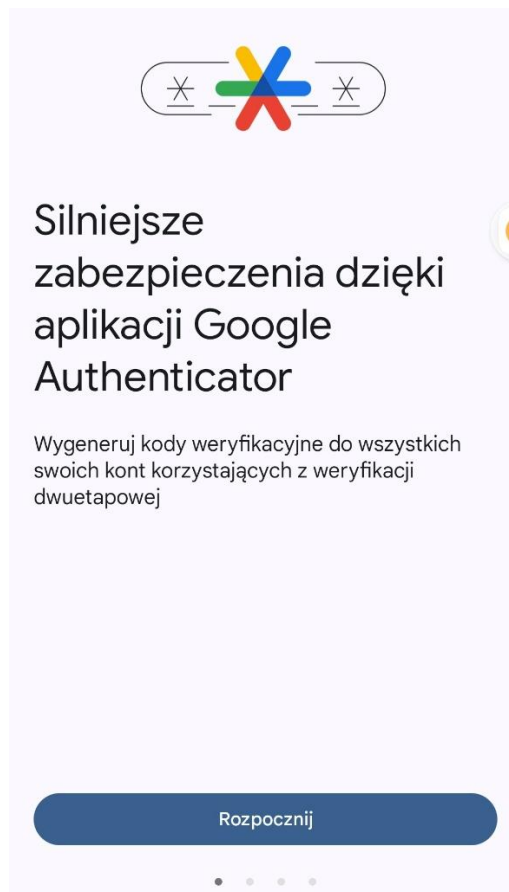 Silniejsze
zabezpieczenia dzięki
aplikacji Google
Authenticator
Wygeneruj kody weryfikacyjne do wszystkich
swoich kont korzystających z weryfikacji
dwuetapowej
Rozpocznij